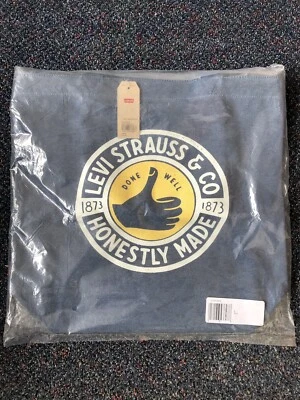 LEVI STRAUSS & CO
DONE WELL
1873 1873
HONESTLY MADE